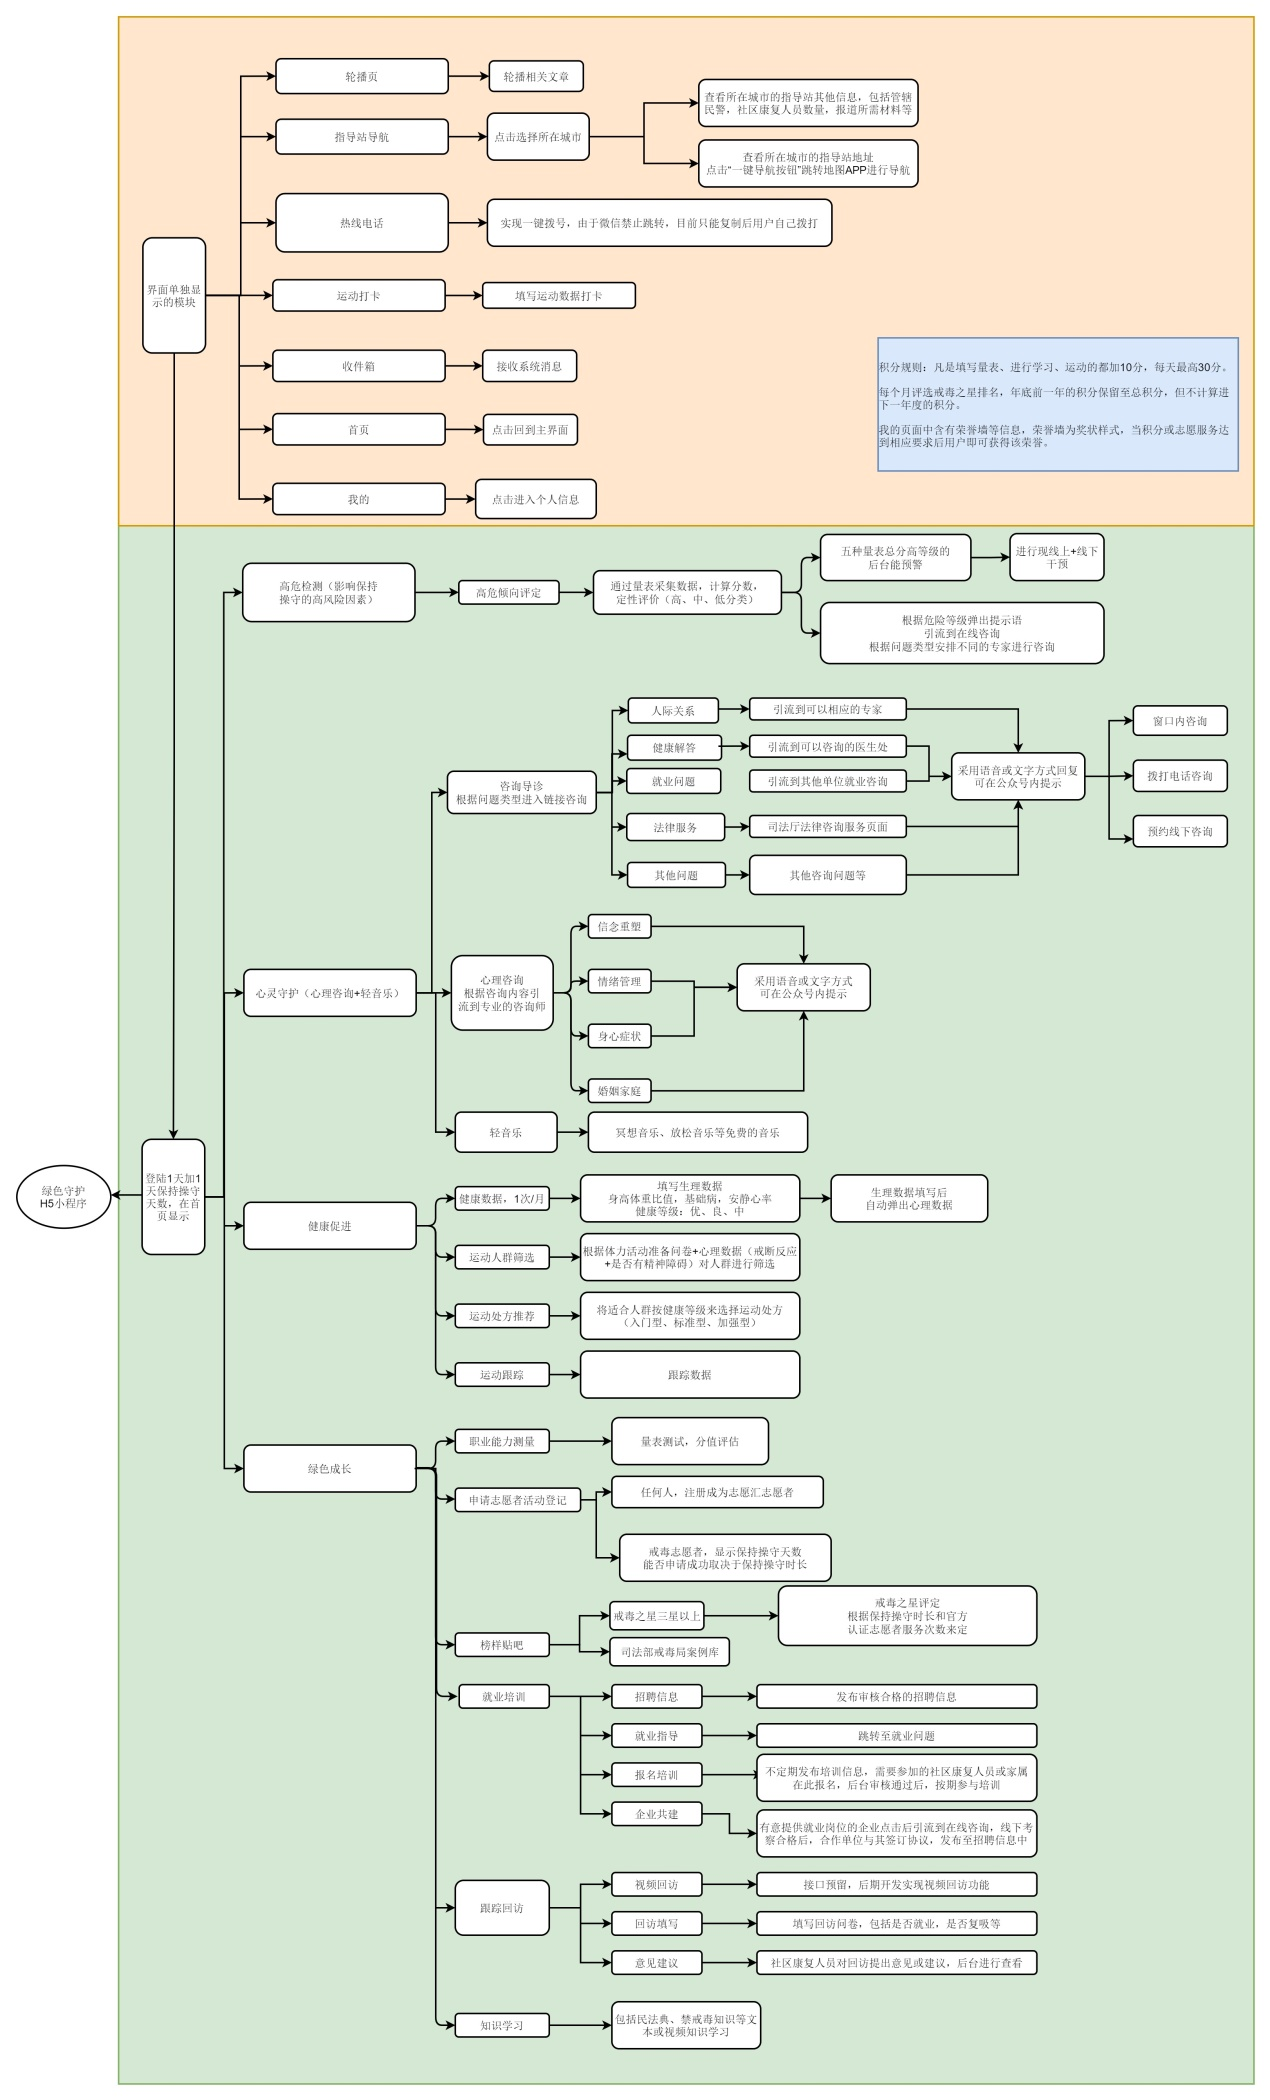 轮播页
轮播相关文章
指导站导航
点击选择所在城市
查看所在城市的指导站其他信息，包括管辖
民警，社区康复人员数量，报道所需材料等
查看所在城市的指导站地址
点击“一键导航按钮”跳转地图APP进行导航
热线电话
实现一键拨号，由于微信禁止跳转，目前只能复制后用户自己拨打
界面单独显
示的模块
运动打卡
填写运动数据打卡
收件箱
接收系统消息
首页
点击回到主界面
我的
点击进入个人信息
积分规则：凡是填写量表、进行学习、运动的都加10分，每天最高30分。
每个月评选戒毒之星排名，年底前一年的积分保留至总积分，但不计算进
下一年度的积分。
我的页面中含有荣誉墙等信息，荣誉墙为奖状样式，当积分或志愿服务达
到相应要求后用户即可获得该荣誉。
高危检测（影响保持
操守的高风险因素）
高危倾向评定
通过量表采集数据，计算分数，
定性评价（高、中、低分类）
五种量表总分高等级的
后台能预警
进行现线上+线下
干预
根据危险等级弹出提示语
引流到在线咨询
根据问题类型安排不同的专家进行咨询
咨询导诊
根据问题类型进入链接咨询
人际关系
引流到可以相应的专家
健康解答
引流到可以咨询的医生处
就业问题
引流到其他单位就业咨询
法律服务
司法厅法律咨询服务页面
其他问题
其他咨询问题等
采用语音或文字方式回复
可在公众号内提示
窗口内咨询
拨打电话咨询
预约线下咨询
心灵守护（心理咨询+轻音乐）
心理咨询
根据咨询内容引
流到专业的咨询师
信念重塑
情绪管理
身心症状
婚姻家庭
采用语音或文字方式
可在公众号内提示
轻音乐
冥想音乐、放松音乐等免费的音乐
绿色守护
H5小程序
登陆1天加1
天保持操守
天数，在首
页显示
健康促进
健康数据，1次/月
填写生理数据
身高体重比值，基础病，安静心率
健康等级：优、良、中
生理数据填写后
自动弹出心理数据
运动人群筛选
根据体力活动准备问卷+心理数据（戒断反应
+是否有精神障碍）对人群进行筛选
运动处方推荐
将适合人群按健康等级来选择运动处方
（入门型、标准型、加强型）
运动跟踪
跟踪数据
绿色成长
职业能力测量
量表测试，分值评估
申请志愿者活动登记
任何人，注册成为志愿汇志愿者
戒毒志愿者，显示保持操守天数
能否申请成功取决于保持操守时长
榜样贴吧
戒毒之星三星以上
戒毒之星评定
根据保持操守时长和官方
认证志愿者服务次数来定
司法部戒毒局案例库
就业培训
招聘信息
发布审核合格的招聘信息
就业指导
跳转至就业问题
报名培训
不定期发布培训信息，需要参加的社区康复人员或家属
在此报名，后台审核通过后，按期参与培训
企业共建
有意提供就业岗位的企业点击后引流到在线咨询，线下考
察合格后，合作单位与其签订协议，发布至招聘信息中
跟踪回访
视频回访
接口预留，后期开发实现视频回访功能
回访填写
填写回访问卷，包括是否就业，是否复吸等
意见建议
社区康复人员对回访提出意见或建议，后台进行查看
知识学习
包括民法典、禁戒毒知识等文
本或视频知识学习